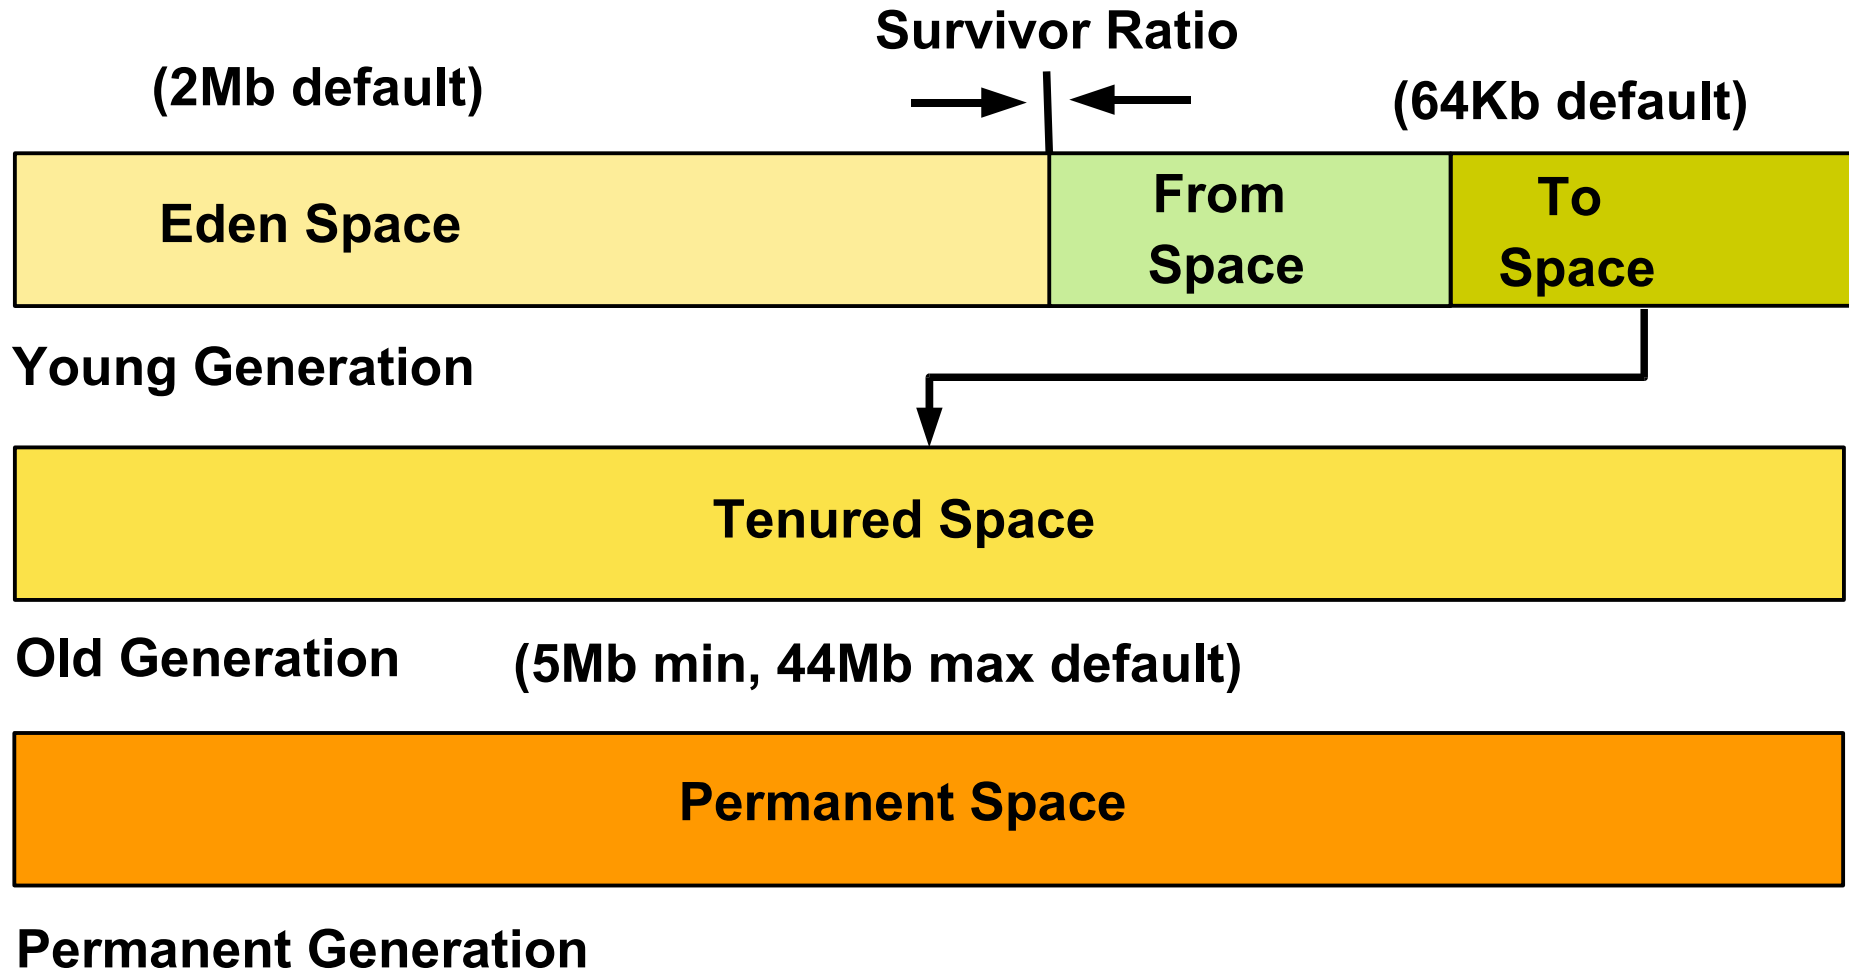 Survivor Ratio
(2Mb default)
(64Kb default)
Eden Space
From
Space
To
Space
Young Generation
Tenured Space
Old Generation
(5Mb min, 44Mb max default)
Permanent Space
Permanent Generation